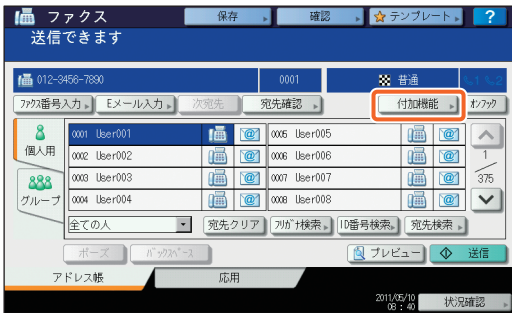 ファクス 保存 確認 テンプレート ?
送信できます
012-3456-7890 0001 普通 1 2
ファクス番号入力 Eメール入力 次宛先 宛先確認 付加機能 オンフック
個人用
グループ
0001 User001 0005 User005
0002 User002 0006 User006
0003 User003 0007 User007
0004 User004 0008 User008
1
375
全ての人 宛先クリア フリガナ検索 ID番号検索 宛先検索
ポーズ バックスペース プレビュー 送信
アドレス帳 応用
2011/05/10
08 : 40
状況確認